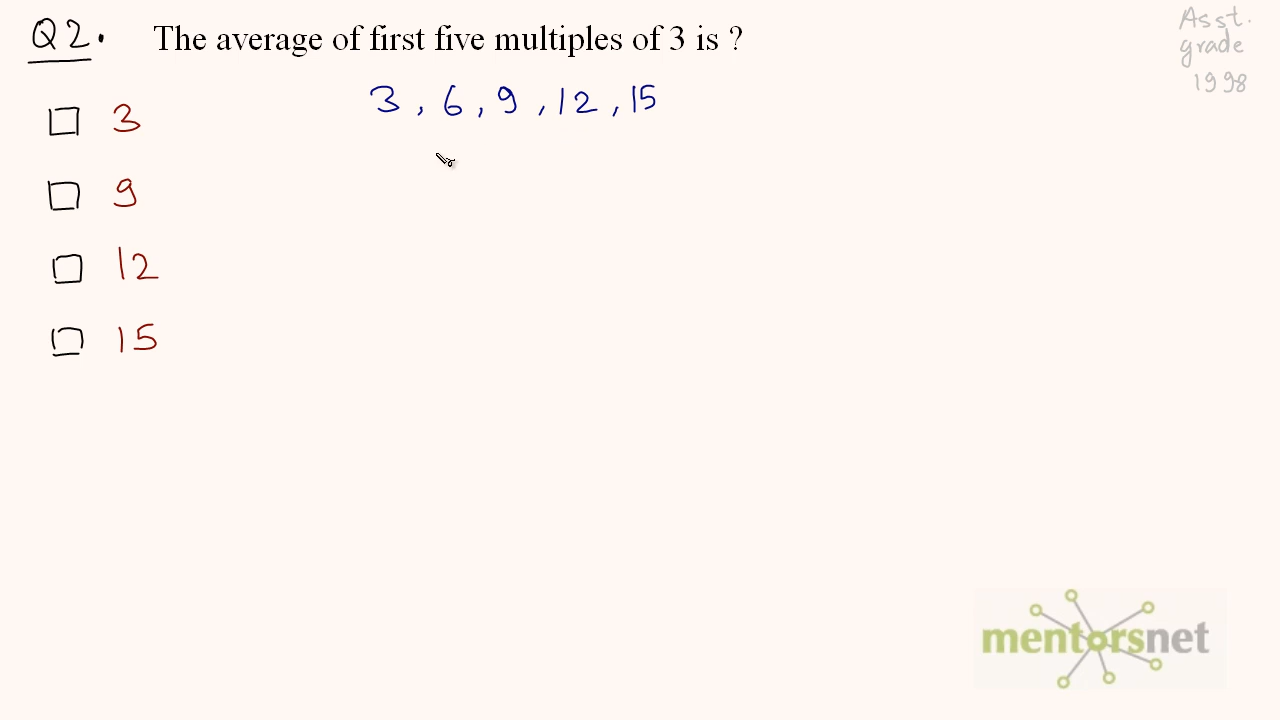 Q2. The average of first five multiples of 3 is ?
Asst.
grade
1998
3, 6, 9, 12, 15
3
9
12
15
mentorsnet